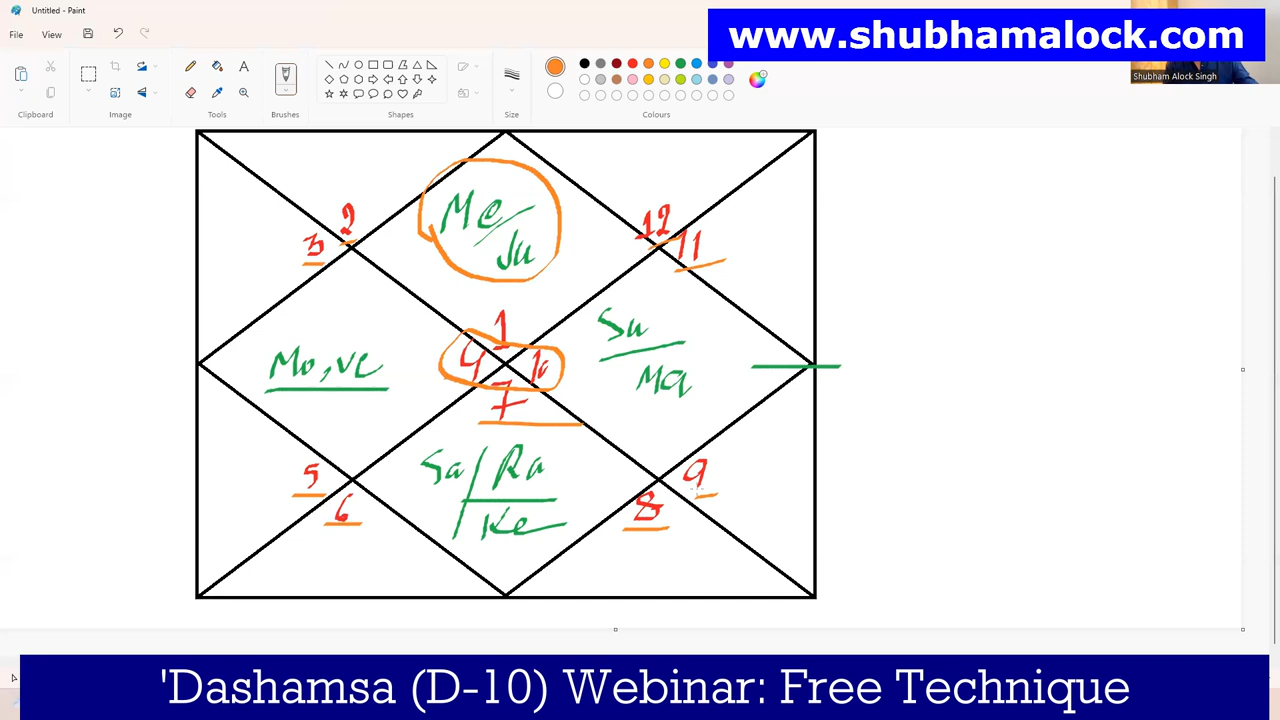 Untitled - Paint
www.shubhamalock.com
File
View
Shubham Alock Singh
Clipboard
Image
Tools
Brushes
Shapes
Size
Colours
Me
Ju
2
3
12
11
1
4
10
7
Su
Ma
Mo, Ve
Sa / Ra
Ke
5
6
9
8
'Dashamsa (D-10) Webinar: Free Technique